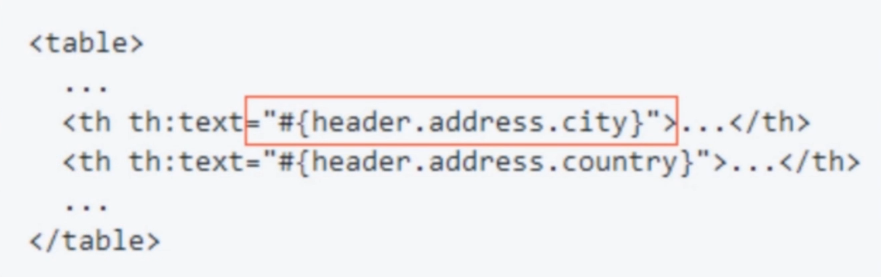 <table>
...
<th th:text="#{header.address.city}">...</th>
<th th:text="#{header.address.country}">...</th>
...
</table>